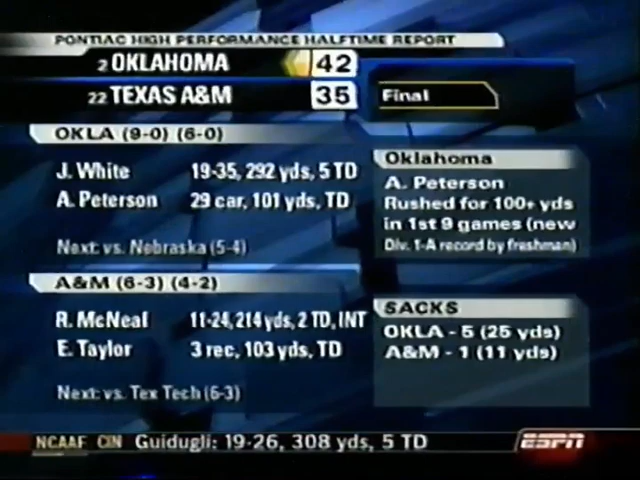 PONTIAC HIGH PERFORMANCE HALFTIME REPORT
2 OKLAHOMA 42
22 TEXAS A&M 35
Final
OKLA (9-0) (6-0)
J. White 19-35, 292 yds, 5 TD
A. Peterson 29 car, 101 yds, TD
Next: vs. Nebraska (5-4)
Oklahoma
A. Peterson
Rushed for 100+ yds
in 1st 9 games (new
Div. 1-A record by freshman)
A&M (6-3) (4-2)
R. McNeal 11-24, 214 yds, 2 TD, INT
E. Taylor 3 rec, 103 yds, TD
Next: vs. Tex Tech (6-3)
SACKS
OKLA - 5 (25 yds)
A&M - 1 (11 yds)
NCAAF CIN Guidugli: 19-26, 308 yds, 5 TD
ESPN